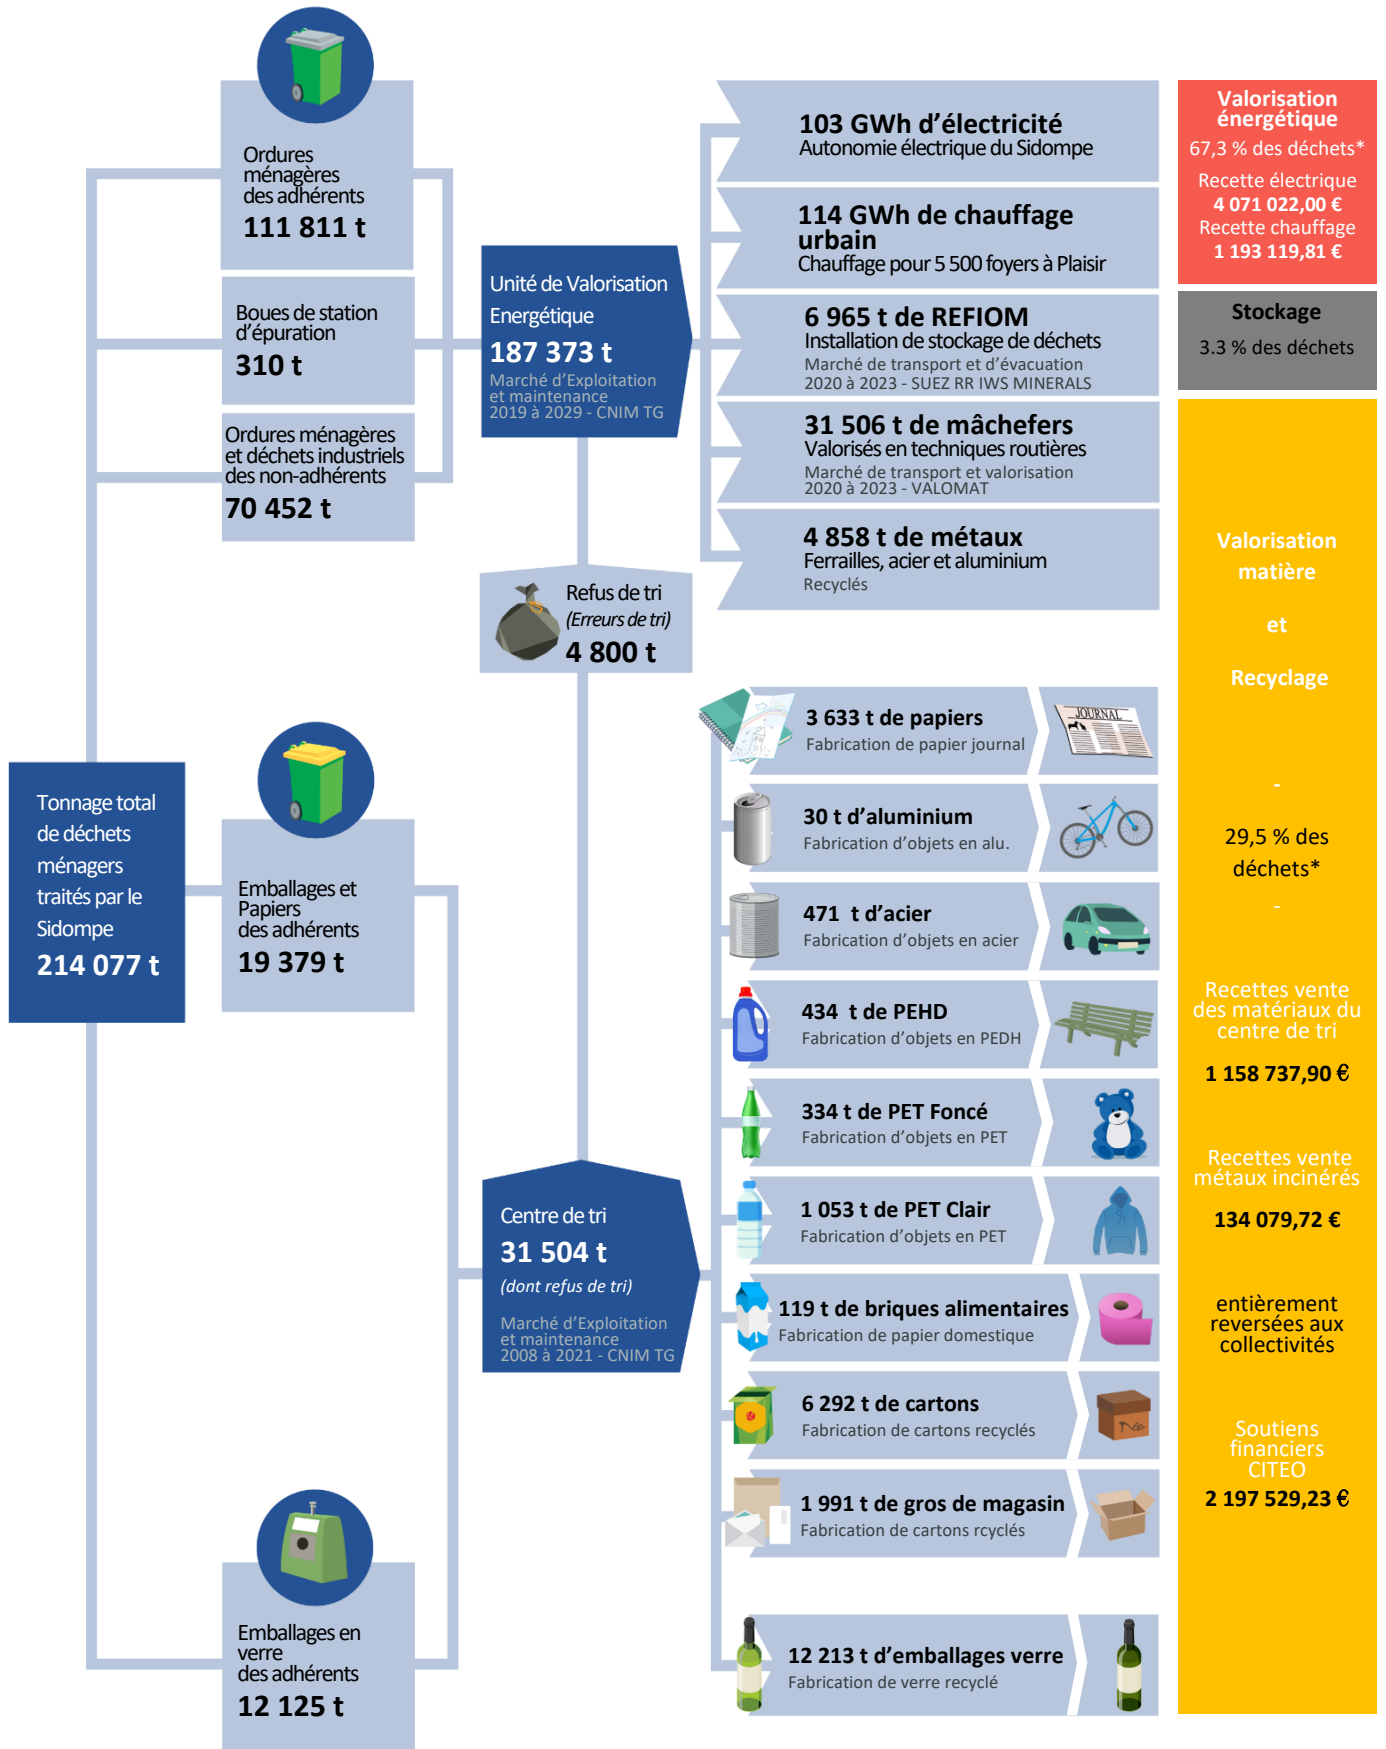 Ordures
ménagères
des adhérents
111 811 t
Boues de station
d'épuration
310 t
Ordures ménagères
et déchets industriels
des non-adhérents
70 452 t
Unité de Valorisation
Energétique
187 373 t
Marché d'Exploitation
et maintenance
2019 à 2029 - CNIM TG
103 GWh d'électricité
Autonomie électrique du Sidompe
114 GWh de chauffage
urbain
Chauffage pour 5 500 foyers à Plaisir
6 965 t de REFIOM
Installation de stockage de déchets
Marché de transport et d'évacuation
2020 à 2023 - SUEZ RR IWS MINERALS
31 506 t de mâchefers
Valorisés en techniques routières
Marché de transport et valorisation
2020 à 2023 - VALOMAT
4 858 t de métaux
Ferrailles, acier et aluminium
Recyclés
Valorisation
énergétique
67,3 % des déchets*
Recette électrique
4 071 022,00 €
Recette chauffage
1 193 119,81 €
Stockage
3.3 % des déchets
Refus de tri
(Erreurs de tri)
4 800 t
Tonnage total
de déchets
ménagers
traités par le
Sidompe
214 077 t
Emballages et
Papiers
des adhérents
19 379 t
Emballages en
verre
des adhérents
12 125 t
Centre de tri
31 504 t
(dont refus de tri)
Marché d'Exploitation
et maintenance
2008 à 2021 - CNIM TG
3 633 t de papiers
Fabrication de papier journal
JOURNAL
30 t d'aluminium
Fabrication d'objets en alu.
471 t d'acier
Fabrication d'objets en acier
434 t de PEHD
Fabrication d'objets en PEDH
334 t de PET Foncé
Fabrication d'objets en PET
1 053 t de PET Clair
Fabrication d'objets en PET
119 t de briques alimentaires
Fabrication de papier domestique
6 292 t de cartons
Fabrication de cartons recyclés
1 991 t de gros de magasin
Fabrication de cartons rcyclés
12 213 t d'emballages verre
Fabrication de verre recyclé
Valorisation
matière
et
Recyclage
-
29,5 % des
déchets*
-
Recettes vente
des matériaux du
centre de tri
1 158 737,90 €
Recettes vente
métaux incinérés
134 079,72 €
entièrement
reversées aux
collectivités
Soutiens
financiers
CITEO
2 197 529,23 €